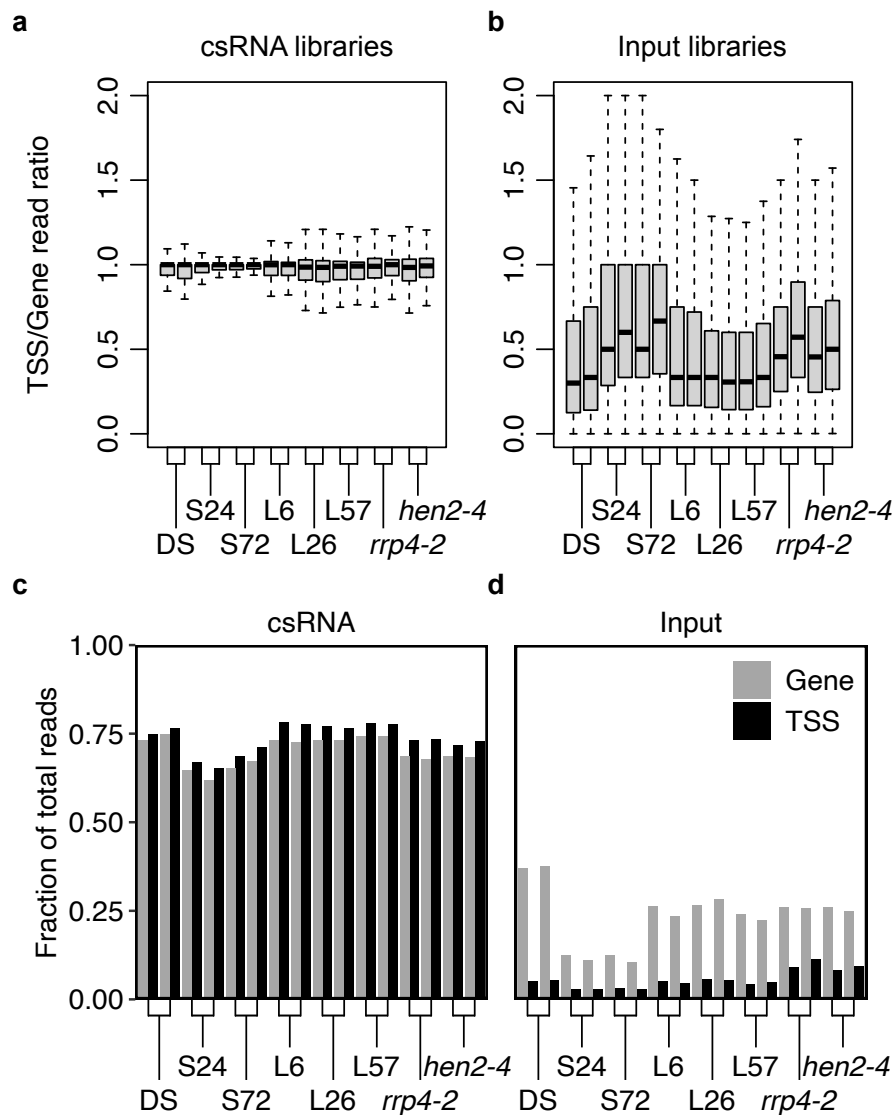 a
b
csRNA libraries
Input libraries
TSS/Gene read ratio
2.0
1.5
1.0
0.5
0.0
2.0
1.5
1.0
0.5
0.0
S24 L6 L57 hen2-4
DS S72 L26 rrp4-2
S24 L6 L57 hen2-4
DS S72 L26 rrp4-2
c
d
csRNA
Input
Fraction of total reads
1.00
0.75
0.50
0.25
0.00
Gene
TSS
S24 L6 L57 hen2-4
DS S72 L26 rrp4-2
S24 L6 L57 hen2-4
DS S72 L26 rrp4-2